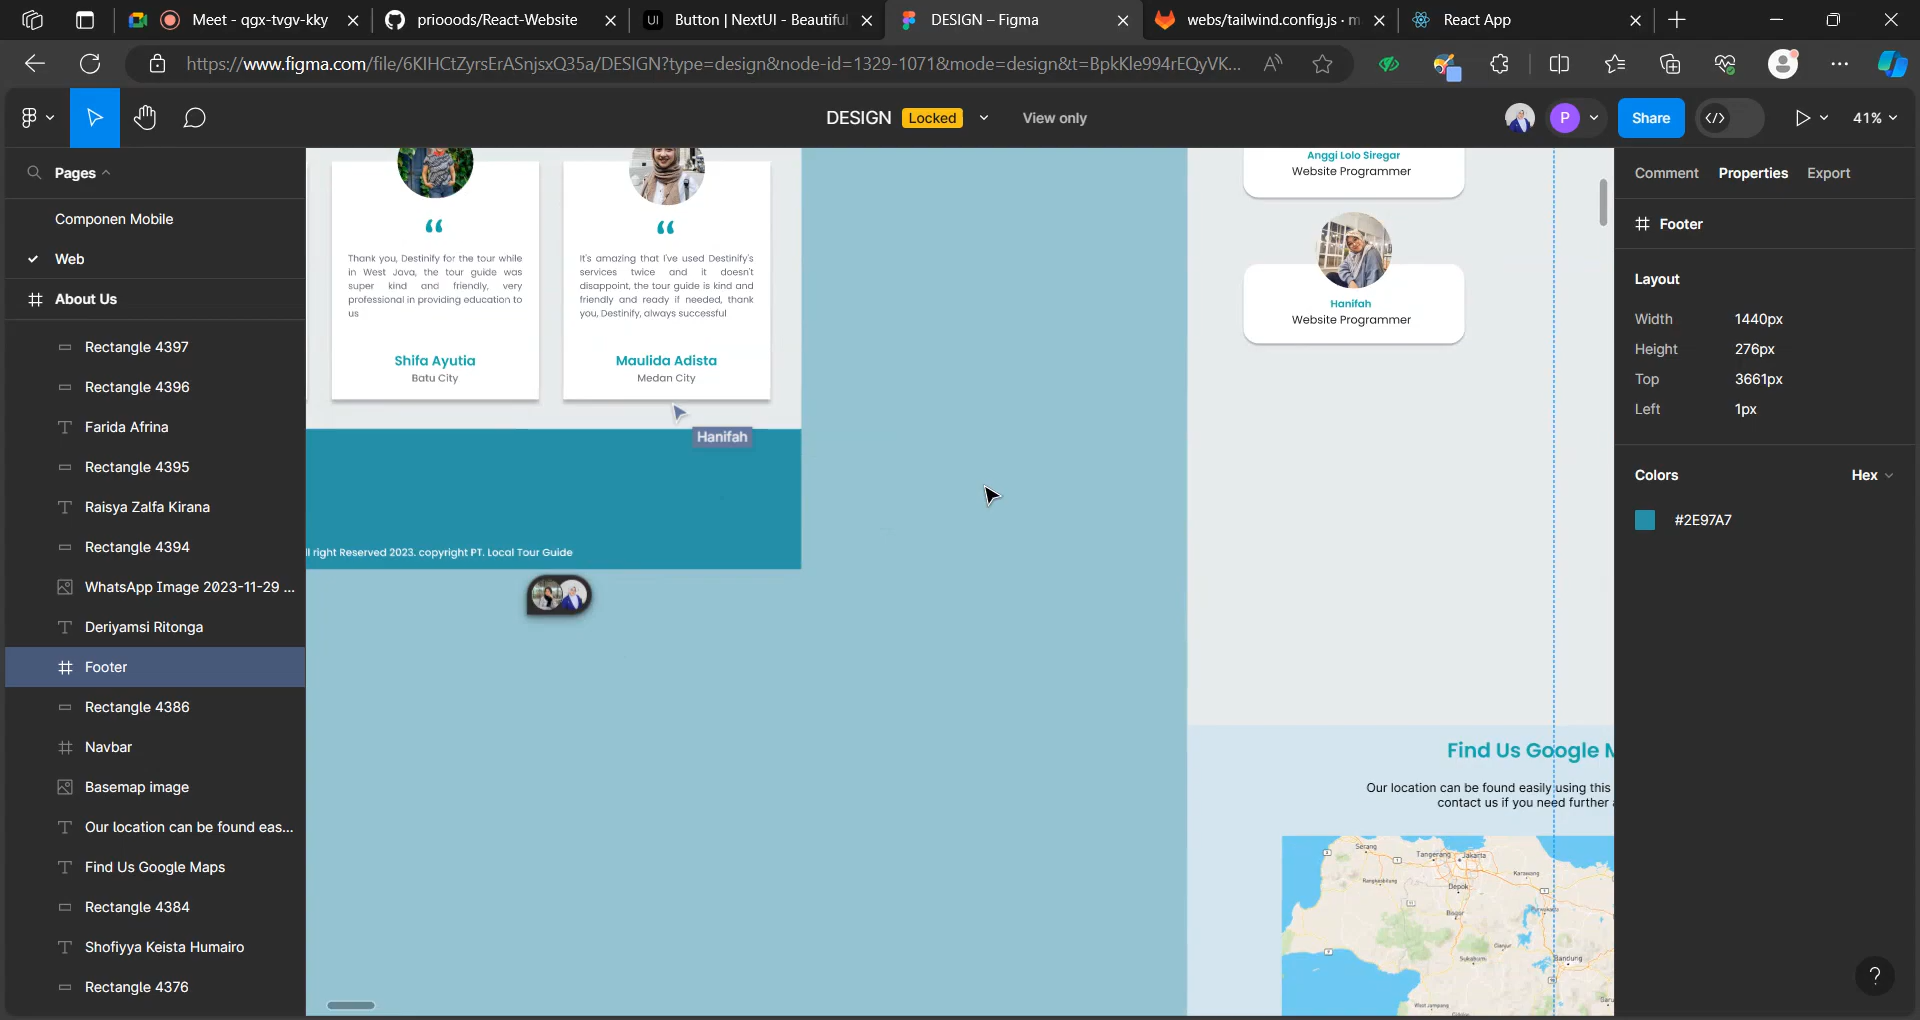 Meet - qgx-tvgv-kky
priooods/React-Website
Button | NextUI - Beautiful
DESIGN – Figma
webs/tailwind.config.js · m
React App
https://www.figma.com/file/6KIHCtZyrsErASnjsxQ35a/DESIGN?type=design&node-id=1329-1071&mode=design&t=BpkKle994rEQyVK...
DESIGN
Locked
View only
P
Share
41%
Pages
Componen Mobile
Web
About Us
Rectangle 4397
Rectangle 4396
Farida Afrina
Rectangle 4395
Raisya Zalfa Kirana
Rectangle 4394
WhatsApp Image 2023-11-29 ...
Deriyamsi Ritonga
Footer
Rectangle 4386
Navbar
Basemap image
Our location can be found eas...
Find Us Google Maps
Rectangle 4384
Shofiyya Keista Humairo
Rectangle 4376
“
Thank you, Destinify for the tour while
in West Java, the tour guide was
super kind and friendly, very
professional in providing education to
us
Shifa Ayutia
Batu City
“
It's amazing that I've used Destinify's
services twice and it doesn't
disappoint, the tour guide is kind and
friendly and ready if needed, thank
you, Destinify, always successful
Maulida Adista
Medan City
Hanifah
ll right Reserved 2023. copyright PT. Local Tour Guide
Anggi Lolo Siregar
Website Programmer
Hanifah
Website Programmer
Find Us Google M
Our location can be found easily using this
contact us if you need further a
Serang
Tangerang
Jakarta
Karawang
Depok
Bogor
Cianjur
Sukabumi
Bandung
Comment
Properties
Export
Footer
Layout
Width 1440px
Height 276px
Top 3661px
Left 1px
Colors
Hex
#2E97A7
?